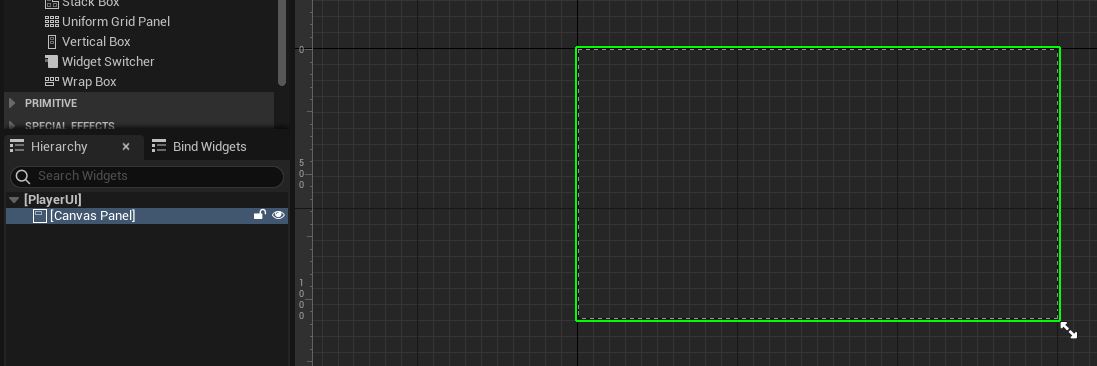 Stack Box
Uniform Grid Panel
Vertical Box
Widget Switcher
Wrap Box
PRIMITIVE
SPECIAL EFFECTS
Hierarchy
Bind Widgets
Search Widgets
[PlayerUI]
[Canvas Panel]
0
500
1000